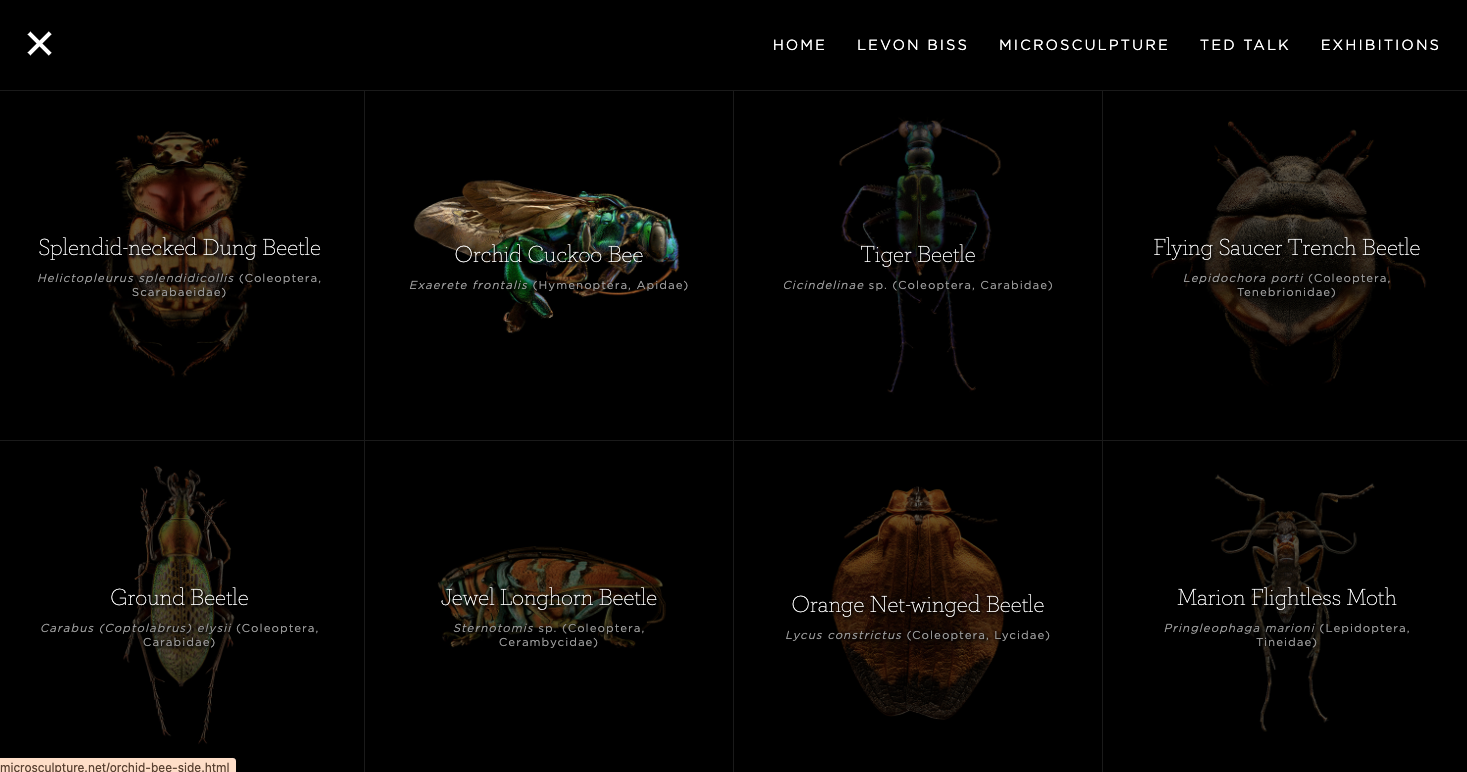 HOME LEVON BISS MICROSCULPTURE TED TALK EXHIBITIONS
Splendid-necked Dung Beetle
Helictopleurus splendidicollis (Coleoptera,
Scarabaeidae)
Orchid Cuckoo Bee
Exaerete frontalis (Hymenoptera, Apidae)
Tiger Beetle
Cicindelinae sp. (Coleoptera, Carabidae)
Flying Saucer Trench Beetle
Lepidochora porti (Coleoptera,
Tenebrionidae)
Ground Beetle
Carabus (Coptolabrus) elysii (Coleoptera,
Carabidae)
Jewel Longhorn Beetle
Sternotomis sp. (Coleoptera,
Cerambycidae)
Orange Net-winged Beetle
Lycus constrictus (Coleoptera, Lycidae)
Marion Flightless Moth
Pringleophaga marioni (Lepidoptera,
Tineidae)
microsculpture.net/orchid-bee-side.html